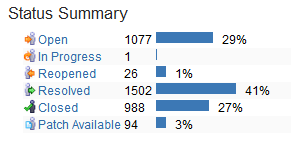 Status Summary
Open 1077 29%
In Progress 1
Reopened 26 1%
Resolved 1502 41%
Closed 988 27%
Patch Available 94 3%